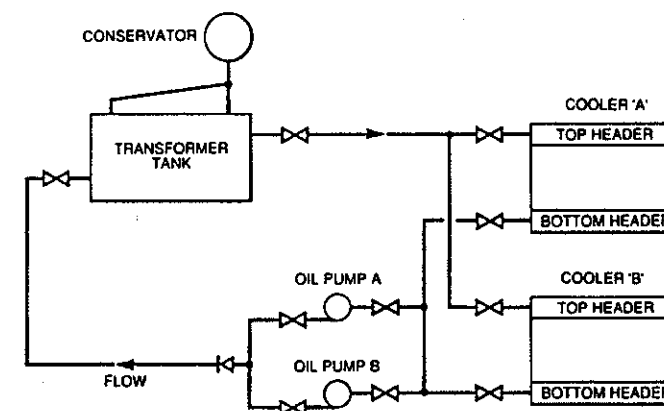 CONSERVATOR
COOLER 'A'
TOP HEADER
TRANSFORMER
TANK
BOTTOM HEADER
OIL PUMP A
COOLER 'B'
TOP HEADER
OIL PUMP B
FLOW
BOTTOM HEADER